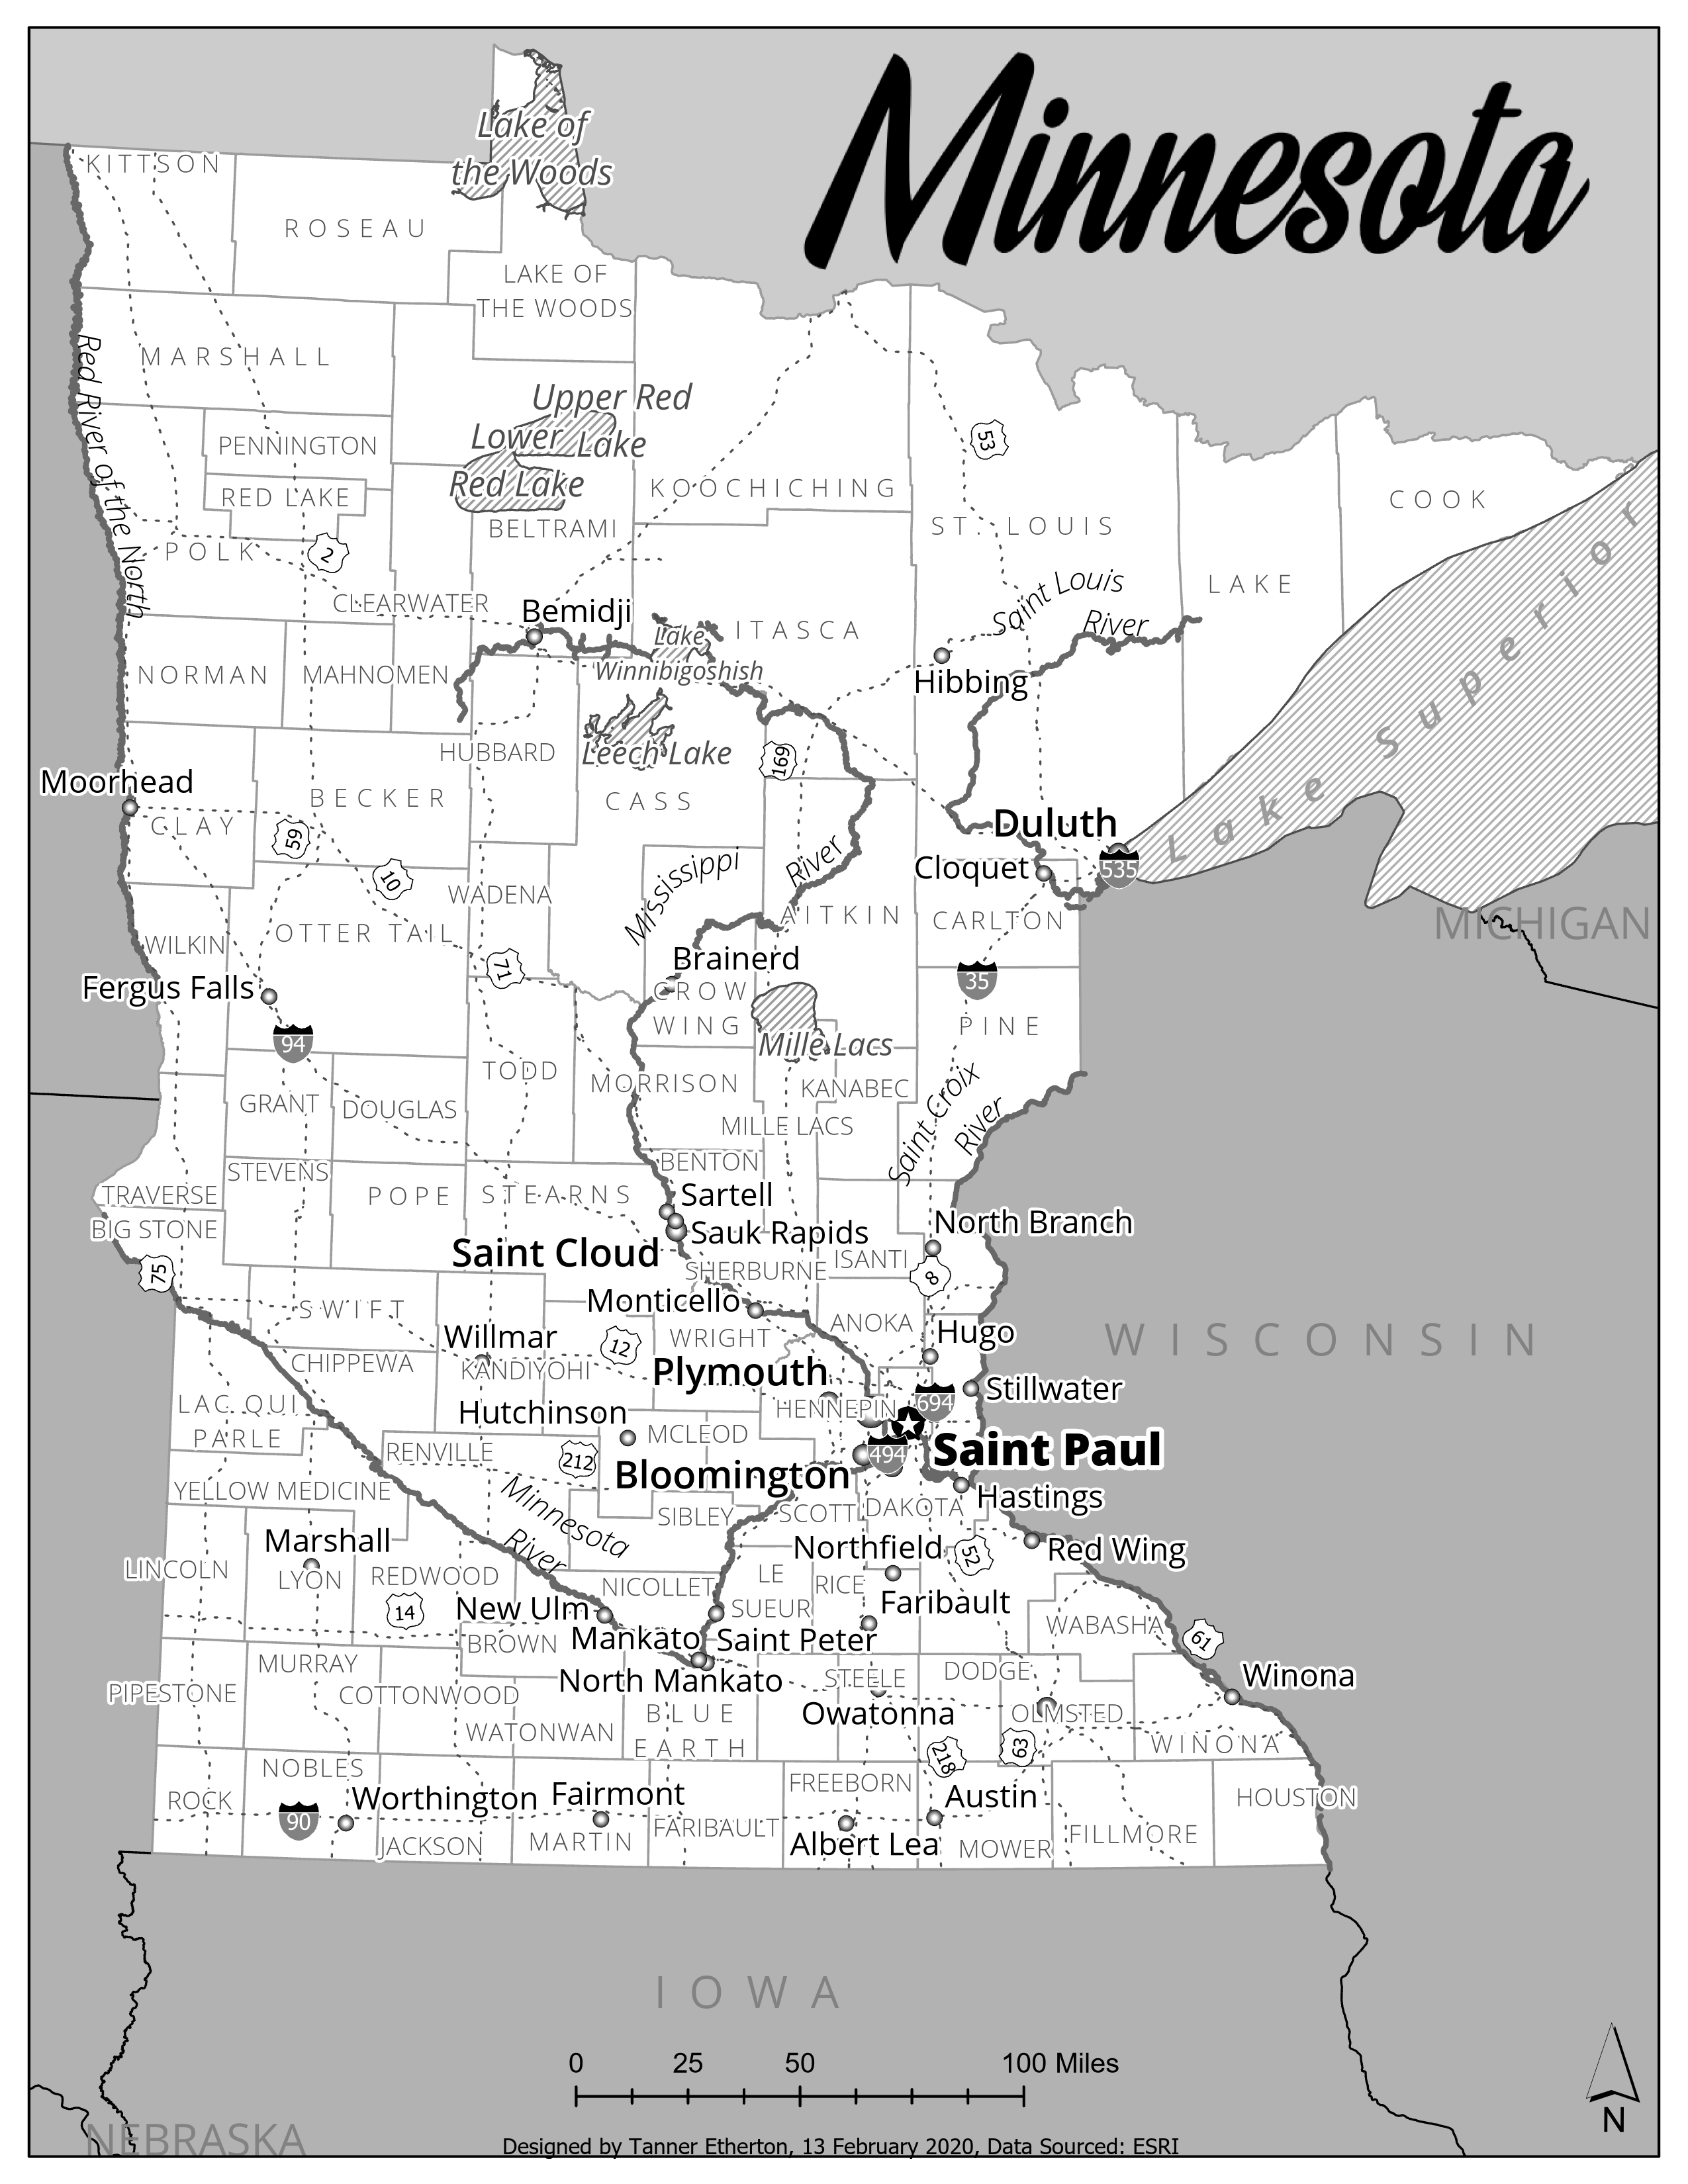 Minnesota
Lake of
the Woods
KITTSON
ROSEAU
LAKE OF
THE WOODS
Red River of the North
MARSHALL
Upper Red
Lake
Lower
Red Lake
PENNINGTON
RED LAKE
KOOCHICHING
53
COOK
ST. LOUIS
BELTRAMI
POLK
2
CLEARWATER
LAKE
Saint Louis
River
Lake Superior
Bemidji
ITASCA
Lake
Winnibigoshish
Hibbing
NORMAN
MAHNOMEN
HUBBARD
Leech Lake
169
Moorhead
BECKER
CASS
CLAY
59
10
Duluth
535
Cloquet
Mississippi
River
WADENA
AITKIN
CARLTON
MICHIGAN
OTTER TAIL
WILKIN
71
Brainerd
Fergus Falls
CROW
WING
35
94
PINE
Mille Lacs
TODD
MORRISON
KANABEC
GRANT
DOUGLAS
MILLE LACS
Saint Croix
River
BENTON
STEVENS
TRAVERSE
POPE
STEARNS
Sartell
BIG STONE
Sauk Rapids
North Branch
Saint Cloud
ISANTI
75
SHERBURNE
8
Monticello
SWIFT
ANOKA
Hugo
Willmar
12
WRIGHT
WISCONSIN
CHIPPEWA
KANDIYOHI
Plymouth
Stillwater
LAC QUI
PARLE
Hutchinson
HENNEPIN
694
MCLEOD
RENVILLE
212
494
Saint Paul
Bloomington
YELLOW MEDICINE
Minnesota
River
SIBLEY
SCOTT
DAKOTA
Hastings
Marshall
Northfield
52
Red Wing
LINCOLN
LYON
REDWOOD
NICOLLET
LE
SUEUR
RICE
14
New Ulm
Faribault
WABASHA
61
BROWN
Mankato
Saint Peter
MURRAY
North Mankato
STEELE
DODGE
Winona
PIPESTONE
COTTONWOOD
WATONWAN
BLUE
EARTH
Owatonna
OLMSTED
WINONA
218
63
NOBLES
ROCK
90
Worthington
Fairmont
FREEBORN
Austin
HOUSTON
JACKSON
MARTIN
FARIBAULT
Albert Lea
MOWER
FILLMORE
IOWA
0 25 50 100 Miles
N
NEBRASKA
Designed by Tanner Etherton, 13 February 2020, Data Sourced: ESRI